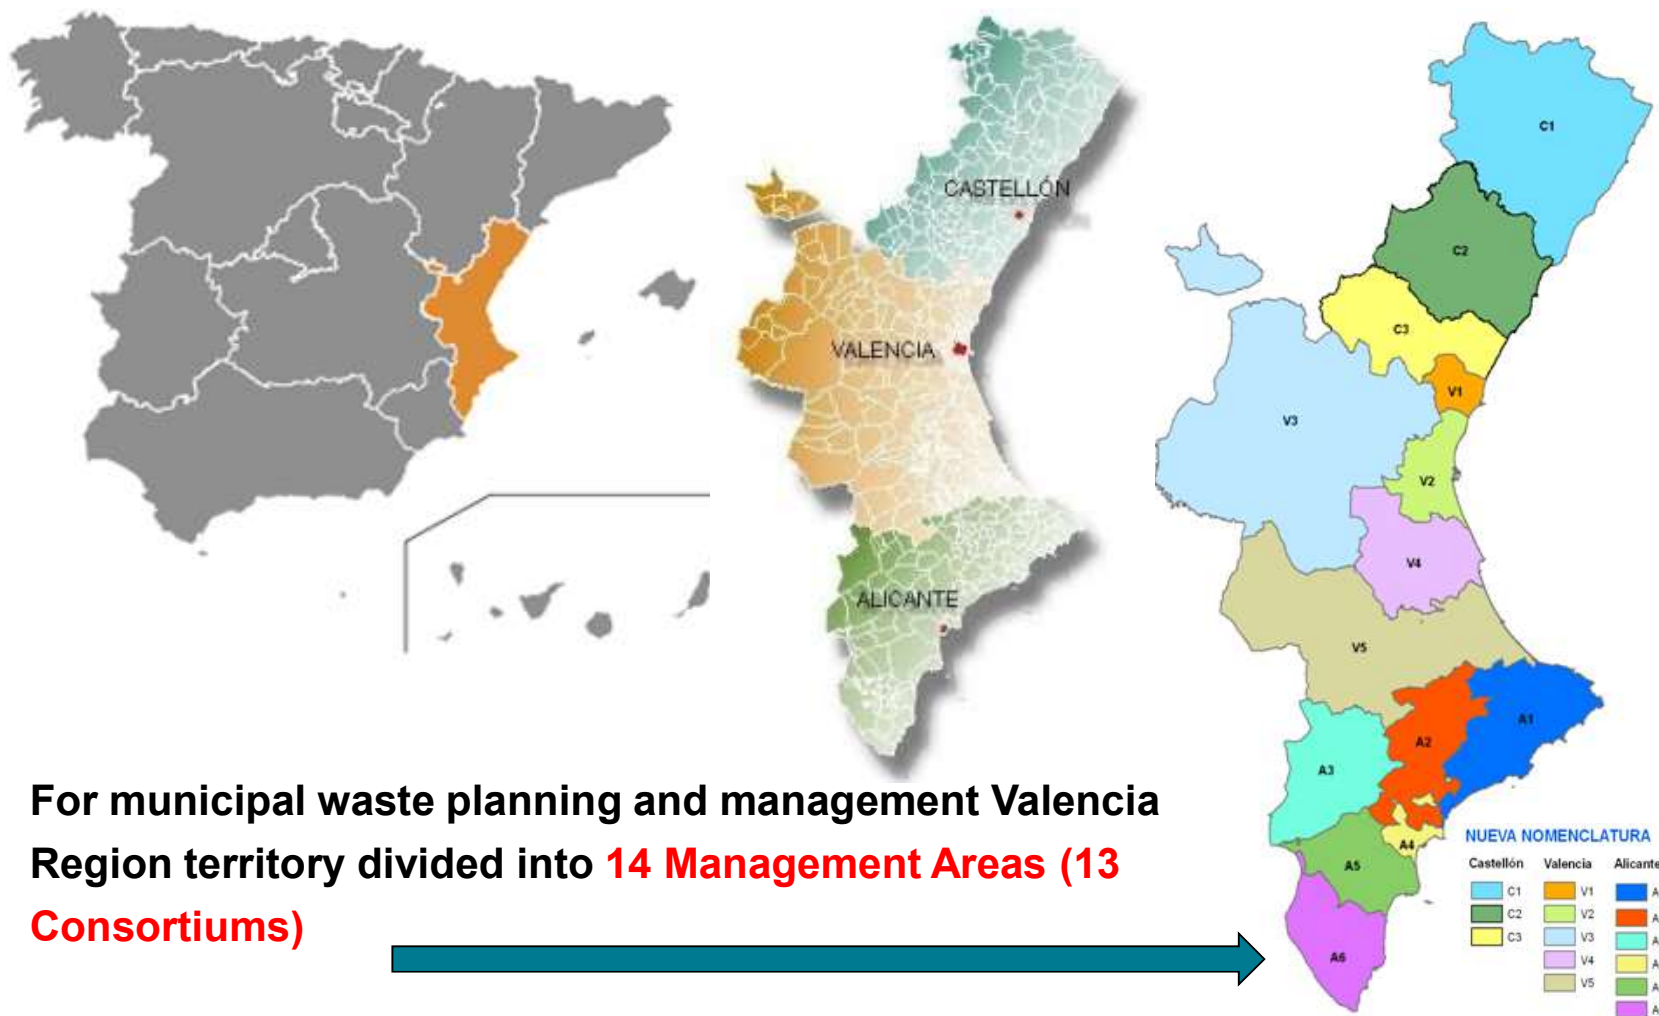 CASTELLÓN
VALENCIA
ALICANTE
C1
C2
C3
V1
V3
V2
V4
V5
A1
A2
A3
A4
A5
A6
For municipal waste planning and management Valencia
Region territory divided into 14 Management Areas (13
Consortiums)
NUEVA NOMENCLATURA
Castellón Valencia Alicante
C1 V1 A
C2 V2 A
C3 V3 A
V4 A
V5 A
A